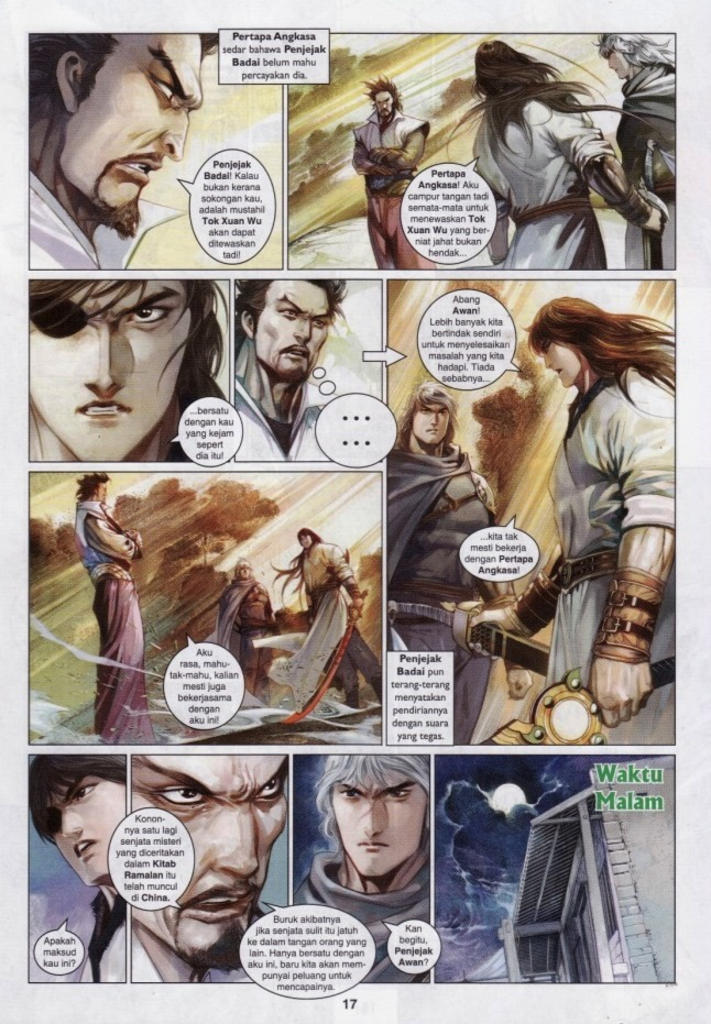 Pertapa Angkasa
sedar bahawa Penjejak
Badai belum mahu
percayakan dia.
Penjejak
Badai! Kalau
bukan kerana
sokongan kau,
adalah mustahil
Tok Xuan Wu
akan dapat
ditewaskan
tadi!
Pertapa
Angkasa! Aku
campur tangan tadi
semata-mata untuk
menewaskan Tok
Xuan Wu yang ber-
niat jahat bukan
hendak...
...bersatu
dengan kau
yang kejam
sepert
dia itu!
...
...
Abang
Awan!
Lebih banyak kita
bertindak sendiri
untuk menyelesaikan
masalah yang kita
hadapi. Tiada
sebabnya...
...kita tak
mesti bekerja
dengan Pertapa
Angkasa!
Penjejak
Badai pun
terang-terang
menyatakan
pendiriannya
dengan suara
yang tegas.
Aku
rasa, mahu-
tak-mahu, kalian
mesti juga
bekerjasama
dengan
aku ini!
Apakah
maksud
kau ini?
Konon-
nya satu lagi
senjata misteri
yang diceritakan
dalam Kitab
Ramalan itu
telah muncul
di China.
Buruk akibatnya
jika senjata sulit itu jatuh
ke dalam tangan orang yang
lain. Hanya bersatu dengan
aku ini, baru kita akan mem-
punyai peluang untuk
mencapainya.
Kan
begitu,
Penjejak
Awan?
Waktu
Malam
17